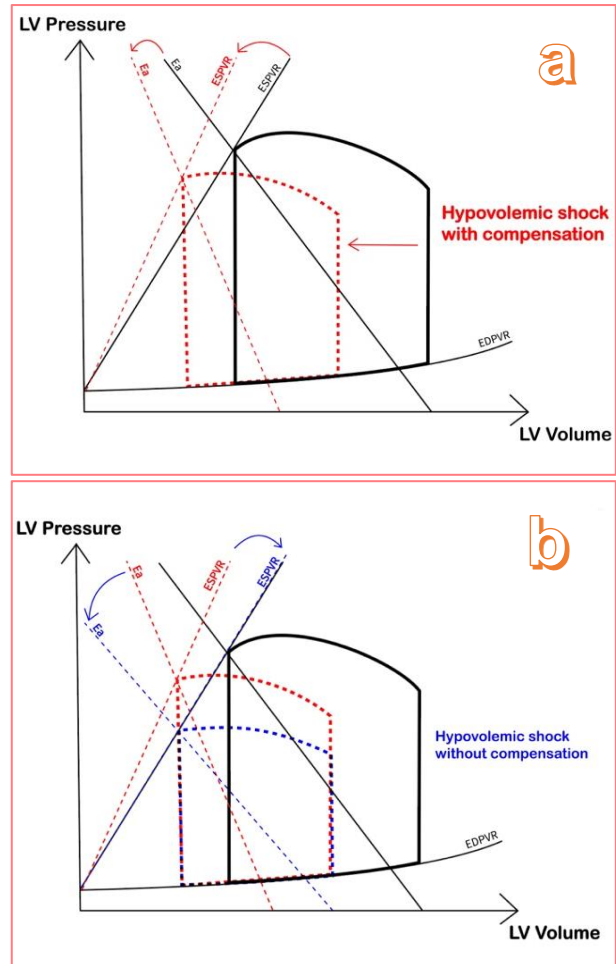 LV Pressure
a
Ea
Ea
ESPVR
ESPVR
Hypovolemic shock
with compensation
EDPVR
LV Volume
LV Pressure
b
Ea
Ea
ESPVR
ESPVR
Hypovolemic shock
without compensation
EDPVR
LV Volume